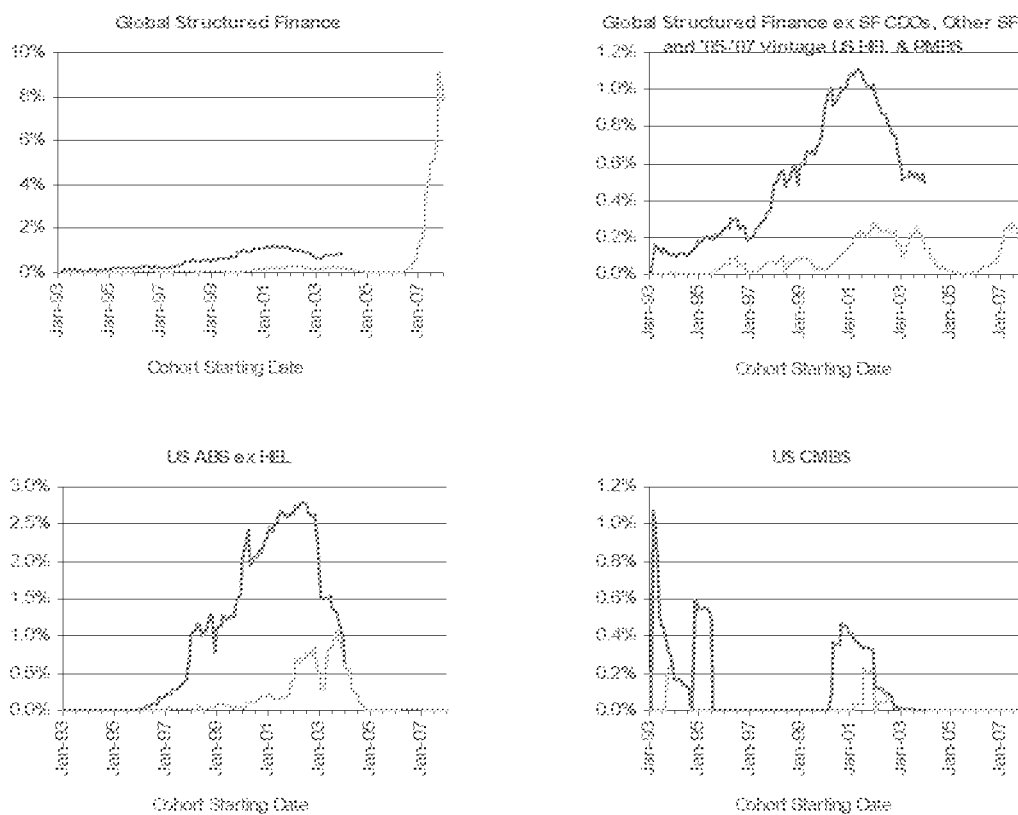 Global Structured Finance
10%
8%
6%
4%
2%
0%
Jan-93
Jan-95
Jan-97
Jan-99
Jan-01
Jan-03
Jan-05
Jan-07
Cohort Starting Date
Global Structured Finance ex SF CDOs, Other SF
and '05-'07 Vintage US HEL & RMBS
1.2%
1.0%
0.8%
0.6%
0.4%
0.2%
0.0%
Jan-93
Jan-95
Jan-97
Jan-99
Jan-01
Jan-03
Jan-05
Jan-07
Cohort Starting Date
US ABS ex HEL
3.0%
2.5%
2.0%
1.5%
1.0%
0.5%
0.0%
Jan-93
Jan-95
Jan-97
Jan-99
Jan-01
Jan-03
Jan-05
Jan-07
Cohort Starting Date
US CMBS
1.2%
1.0%
0.8%
0.6%
0.4%
0.2%
0.0%
Jan-93
Jan-95
Jan-97
Jan-99
Jan-01
Jan-03
Jan-05
Jan-07
Cohort Starting Date